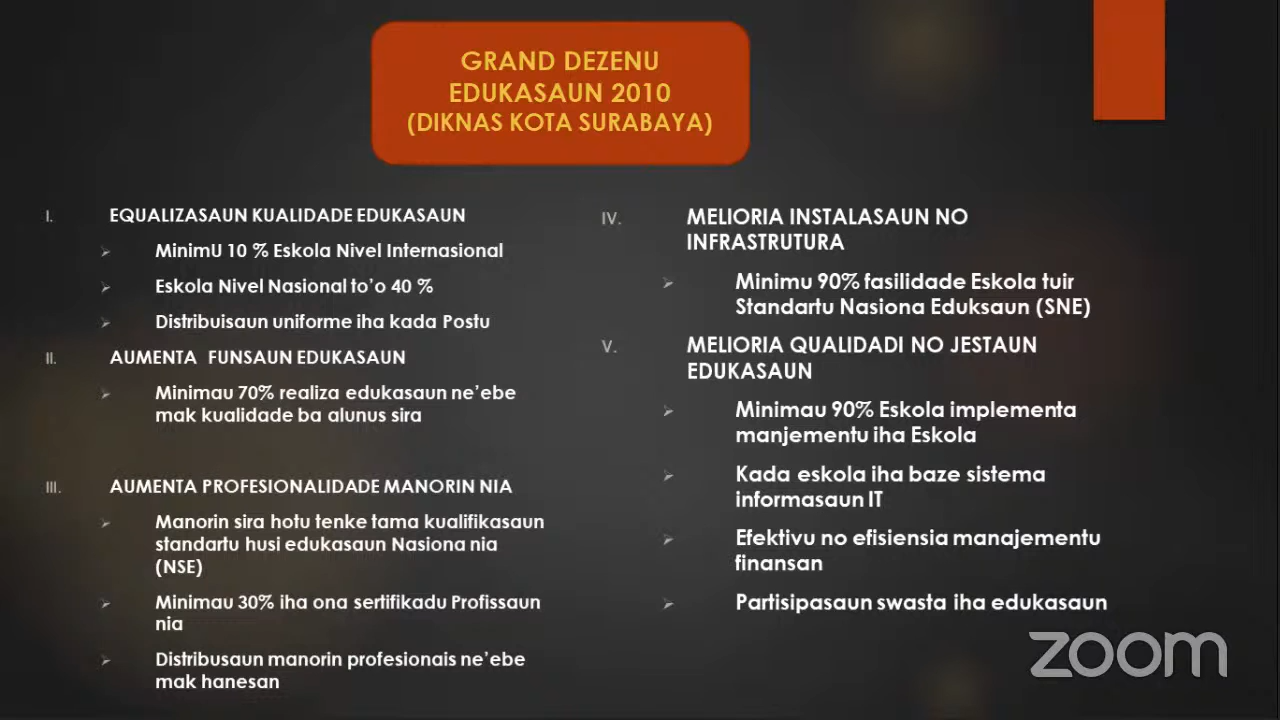 GRAND DEZENU
EDUKASAUN 2010
(DIKNAS KOTA SURABAYA)
I. EQUALIZASAUN KUALIDADE EDUKASAUN
MinimU 10 % Eskola Nivel Internasional
Eskola Nivel Nasional to’o 40 %
Distribuisaun uniforme iha kada Postu
II. AUMENTA FUNSAUN EDUKASAUN
Minimau 70% realiza edukasaun ne’ebe
mak kualidade ba alunus sira
III. AUMENTA PROFESIONALIDADE MANORIN NIA
Manorin sira hotu tenke tama kualifikasaun
standartu husi edukasaun Nasiona nia
(NSE)
Minimau 30% iha ona sertifikadu Profissaun
nia
Distribusaun manorin profesionais ne’ebe
mak hanesan
IV. MELIORIA INSTALASAUN NO
INFRASTRUTURA
Minimu 90% fasilidade Eskola tuir
Standartu Nasiona Eduksaun (SNE)
V. MELIORIA QUALIDADI NO JESTAUN
EDUKASAUN
Minimau 90% Eskola implementa
manjementu iha Eskola
Kada eskola iha baze sistema
informasaun IT
Efektivu no efisiensia manajementu
finansan
Partisipasaun swasta iha edukasaun
zoom